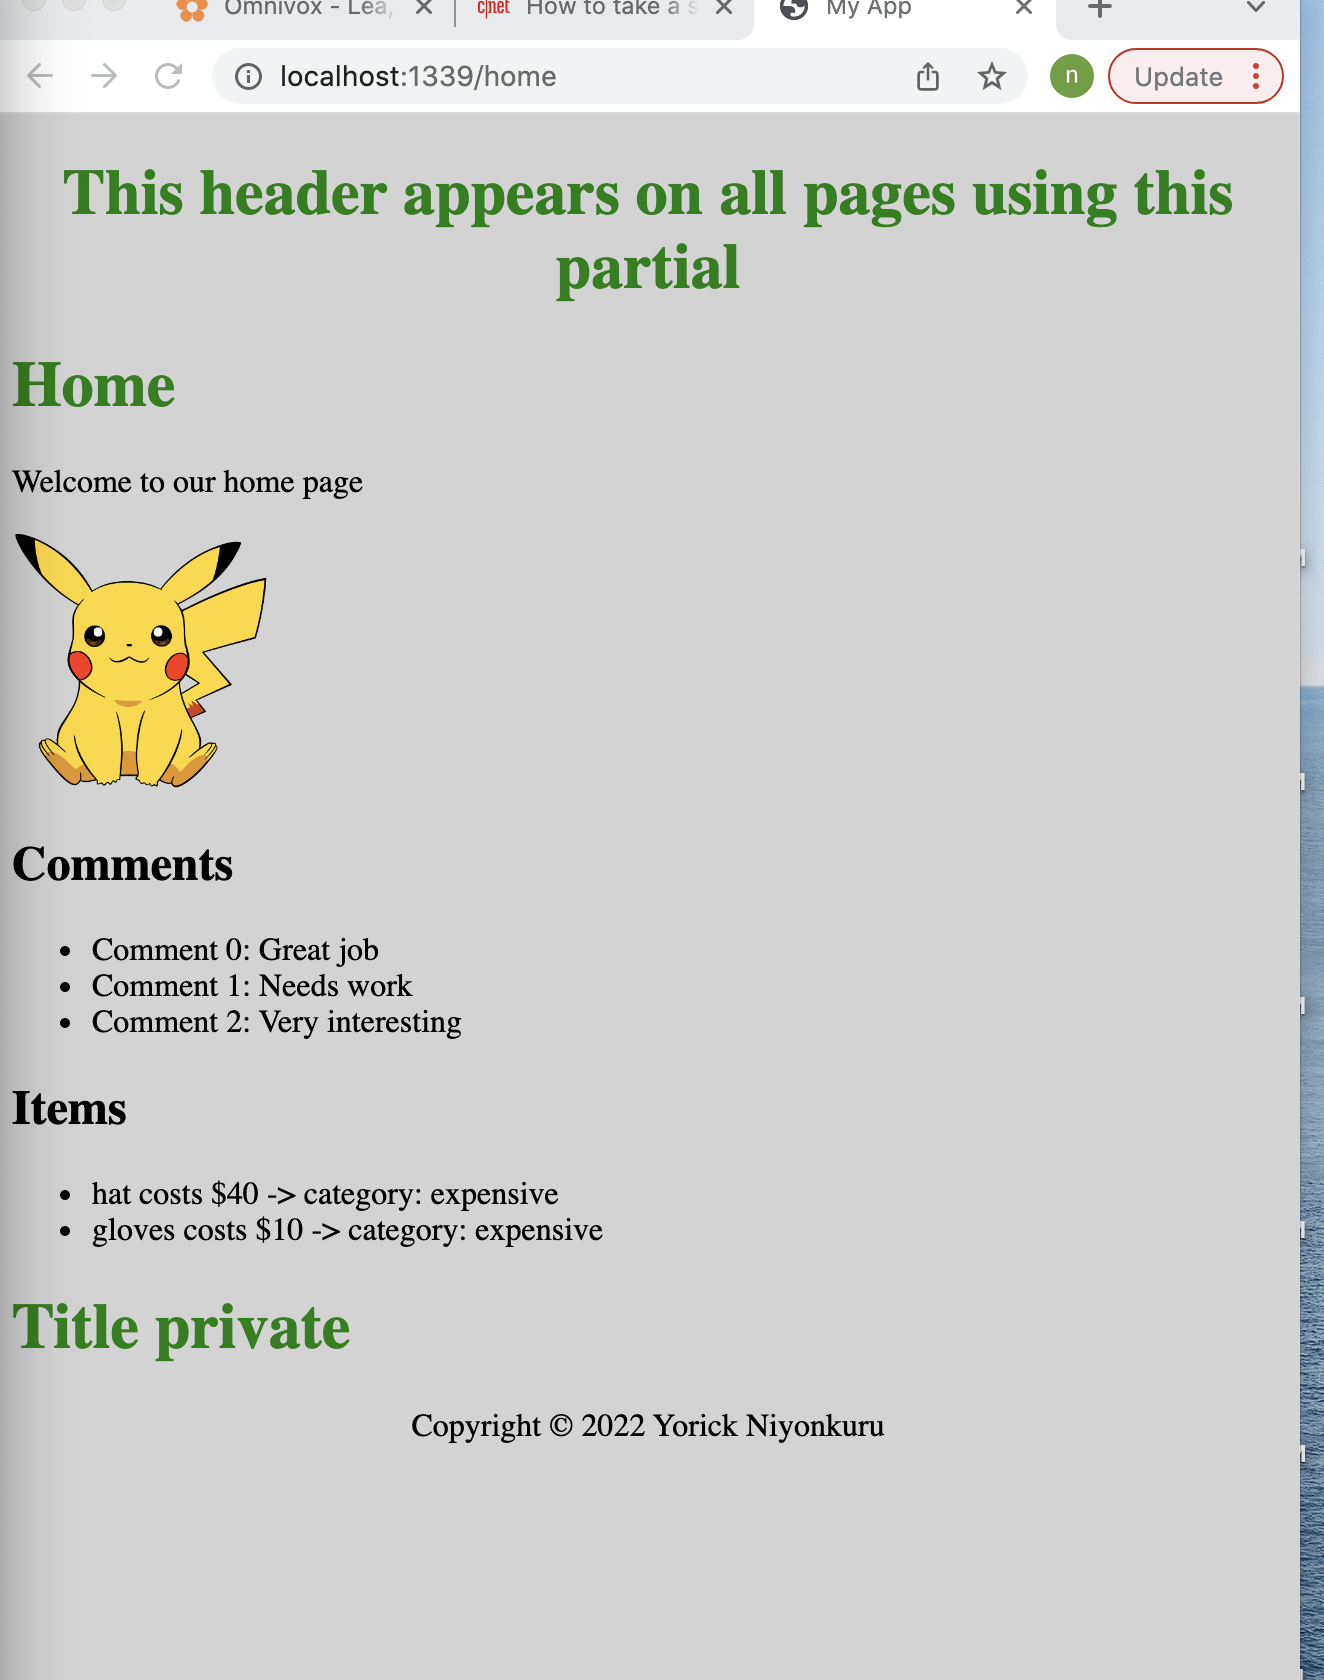 Omnivox - Lea
c|net How to take a s
My App
localhost:1339/home
n
Update
This header appears on all pages using this
partial
Home
Welcome to our home page
Comments
• Comment 0: Great job
• Comment 1: Needs work
• Comment 2: Very interesting
Items
• hat costs $40 -> category: expensive
• gloves costs $10 -> category: expensive
Title private
Copyright © 2022 Yorick Niyonkuru